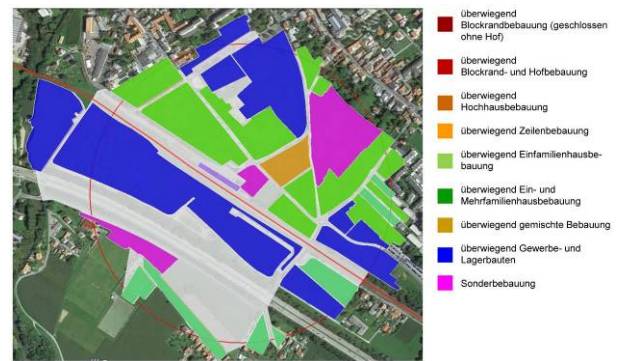 überwiegend
Blockrandbebauung (geschlossen
ohne Hof)
überwiegend
Blockrand- und Hofbebauung
überwiegend
Hochhausbebauung
überwiegend Zeilenbebauung
überwiegend Einfamilienhausbe-
bauung
überwiegend Ein- und
Mehrfamilienhausbebauung
überwiegend gemischte Bebauung
überwiegend Gewerbe- und
Lagerbauten
Sonderbebauung